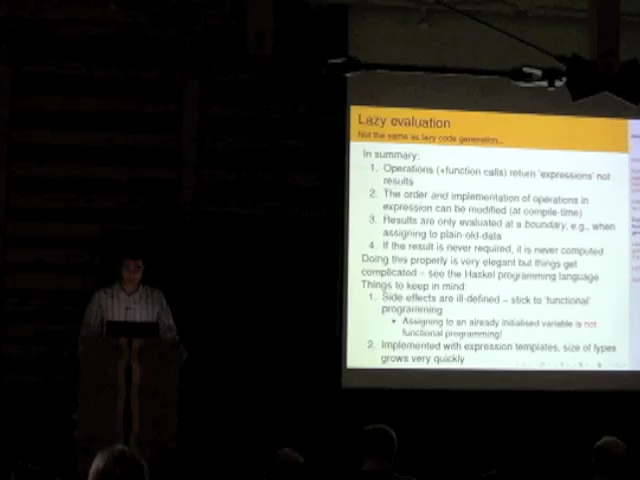 Lazy evaluation
Not the same as lazy code generation...
In summary:
1. Operations (+function calls) return 'expressions' not
results
2. The order and implementation of operations in
expression can be modified (at compile time)
3. Results are only evaluated at a boundary, e.g., when
assigning to plain-old-data
4. If the result is never required, it is never computed
Doing this properly is very elegant but things get
complicated – see the Haskel programming language
Things to keep in mind:
1. Side effects are ill-defined – stick to 'functional'
programming
• Assigning to an already initialised variable is not
functional programming!
2. Implemented with expression templates, size of types
grows very quickly